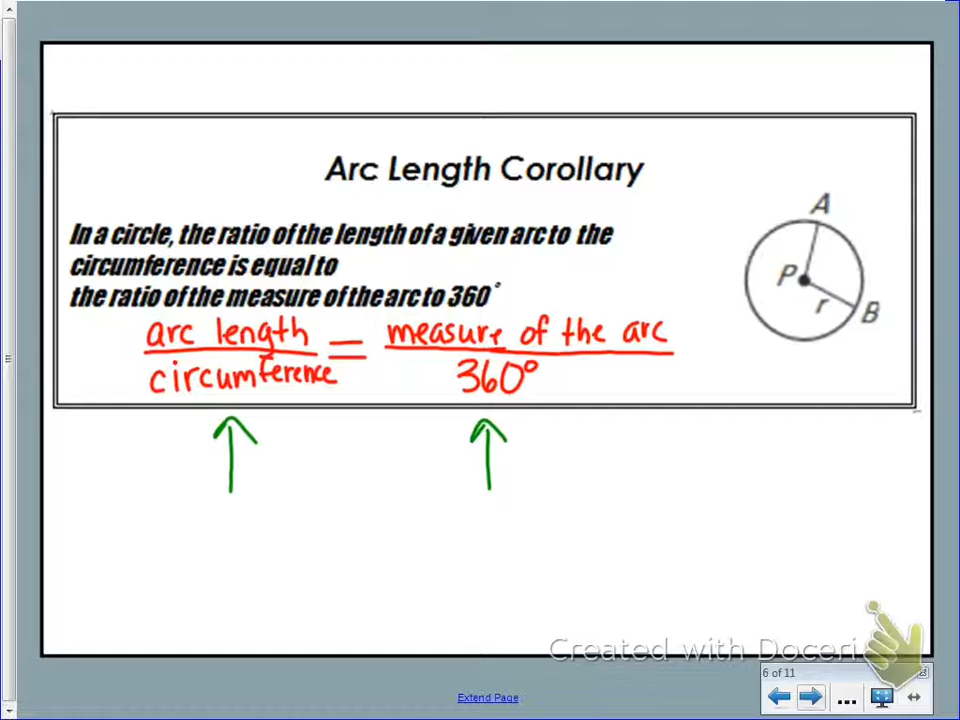 Arc Length Corollary
In a circle, the ratio of the length of a given arc to the
circumference is equal to
the ratio of the measure of the arc to 360°
arc length / circumference = measure of the arc / 360°
A
P
r
B
Created with Doceri
6 of 11
...
Extend Page